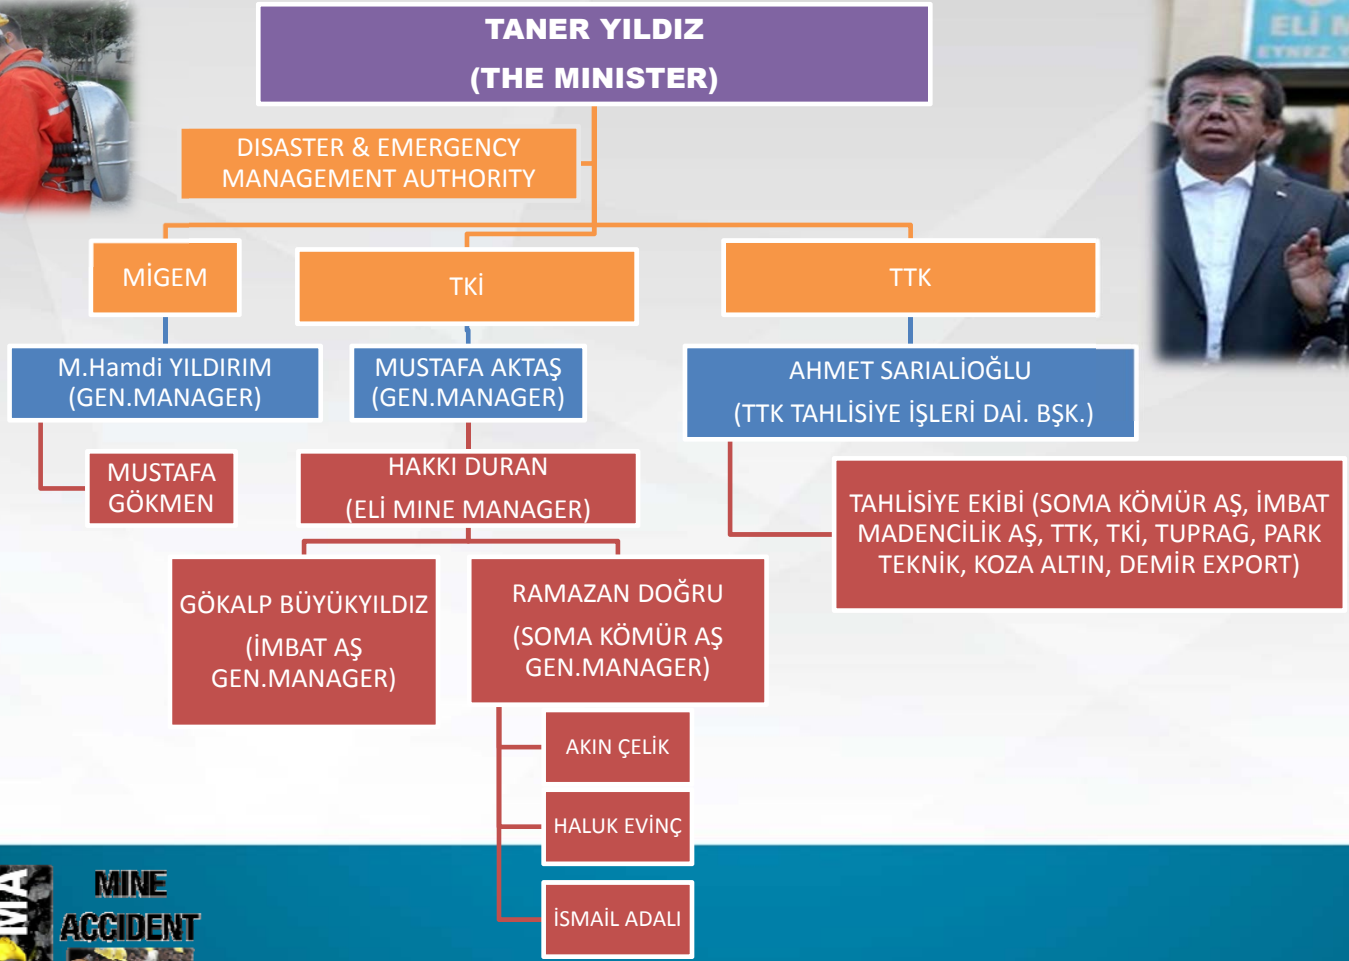 TANER YILDIZ
(THE MINISTER)
ELİ M
EYNEZ
DISASTER & EMERGENCY
MANAGEMENT AUTHORITY
MİGEM
TKİ
TTK
M.Hamdi YILDIRIM
(GEN.MANAGER)
MUSTAFA AKTAŞ
(GEN.MANAGER)
AHMET SARIALİOĞLU
(TTK TAHLISİYE İŞLERİ DAİ. BŞK.)
MUSTAFA
GÖKMEN
HAKKI DURAN
(ELİ MINE MANAGER)
TAHLİSİYE EKİBİ (SOMA KÖMÜR AŞ, İMBAT
MADENCİLİK AŞ, TTK, TKİ, TUPRAG, PARK
TEKNİK, KOZA ALTIN, DEMİR EXPORT)
GÖKALP BÜYÜKYILDIZ
(İMBAT AŞ
GEN.MANAGER)
RAMAZAN DOĞRU
(SOMA KÖMÜR AŞ
GEN.MANAGER)
AKIN ÇELİK
HALUK EVİNÇ
İSMAİL ADALI
MA
MINE
ACCIDENT